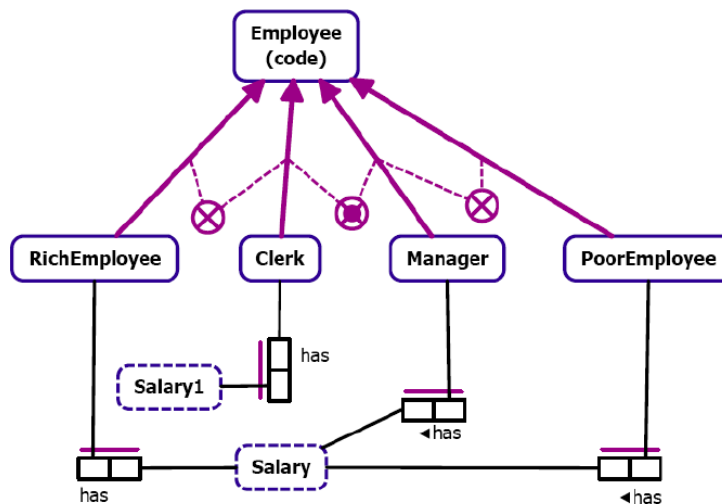 Employee
(code)
RichEmployee
Clerk
Manager
PoorEmployee
has
Salary1
◄has
Salary
has
◄has